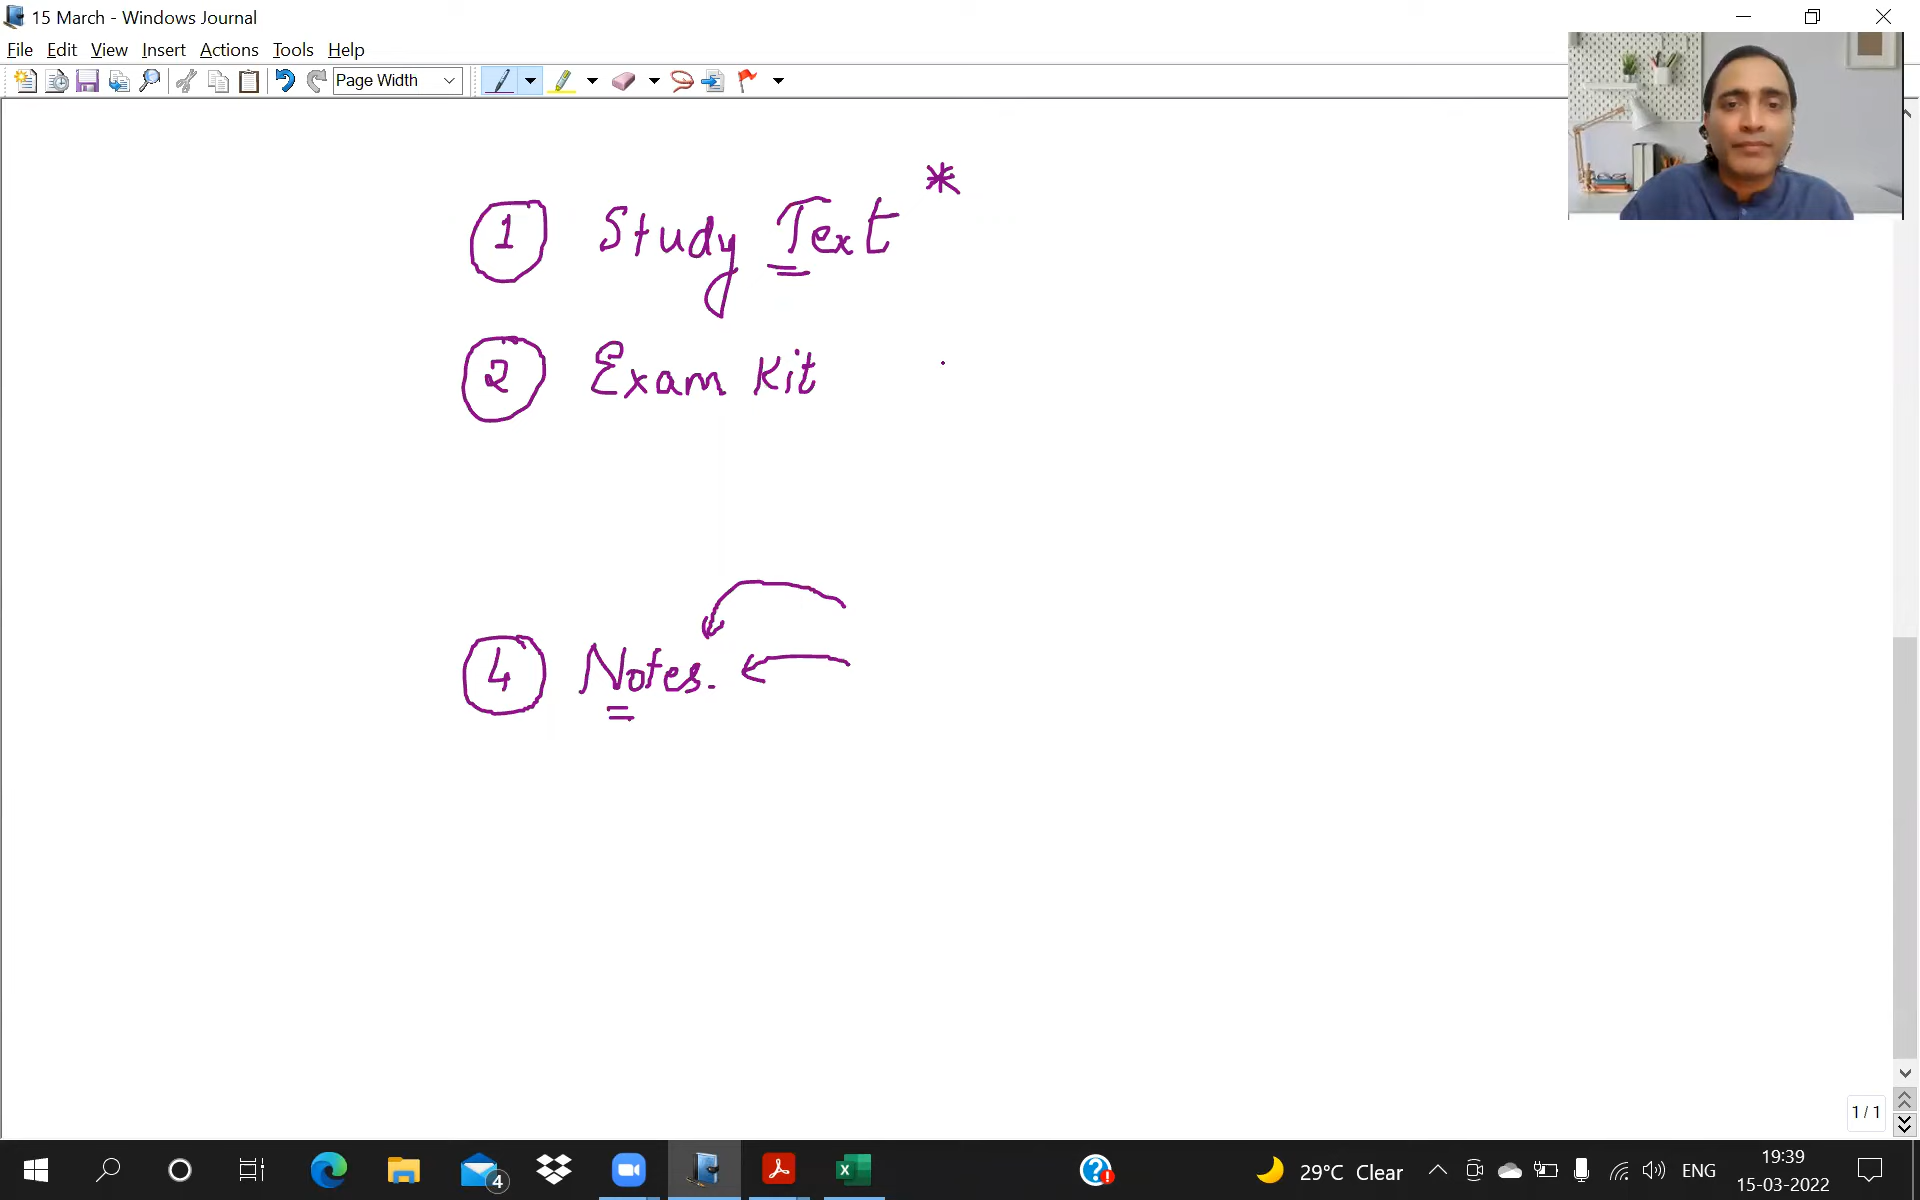 15 March - Windows Journal
File Edit View Insert Actions Tools Help
Page Width
1 Study Text *
2 Exam Kit
4 Notes.
1 / 1
4
29°C Clear
ENG
19:39
15-03-2022